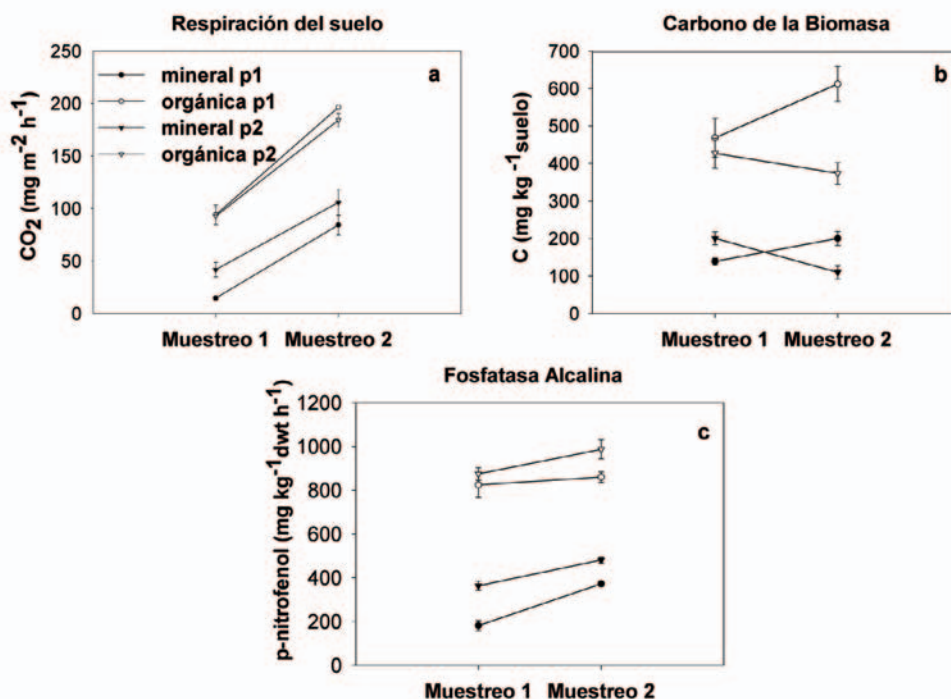 Respiración del suelo
250
200
150
100
50
0
CO2 (mg m-2 h-1)
mineral p1
orgánica p1
mineral p2
orgánica p2
a
Muestreo 1 Muestreo 2
Carbono de la Biomasa
700
600
500
400
300
200
100
0
C (mg kg-1suelo)
b
Muestreo 1 Muestreo 2
Fosfatasa Alcalina
1200
1000
800
600
400
200
0
p-nitrofenol (mg kg-1dwt h-1)
c
Muestreo 1 Muestreo 2